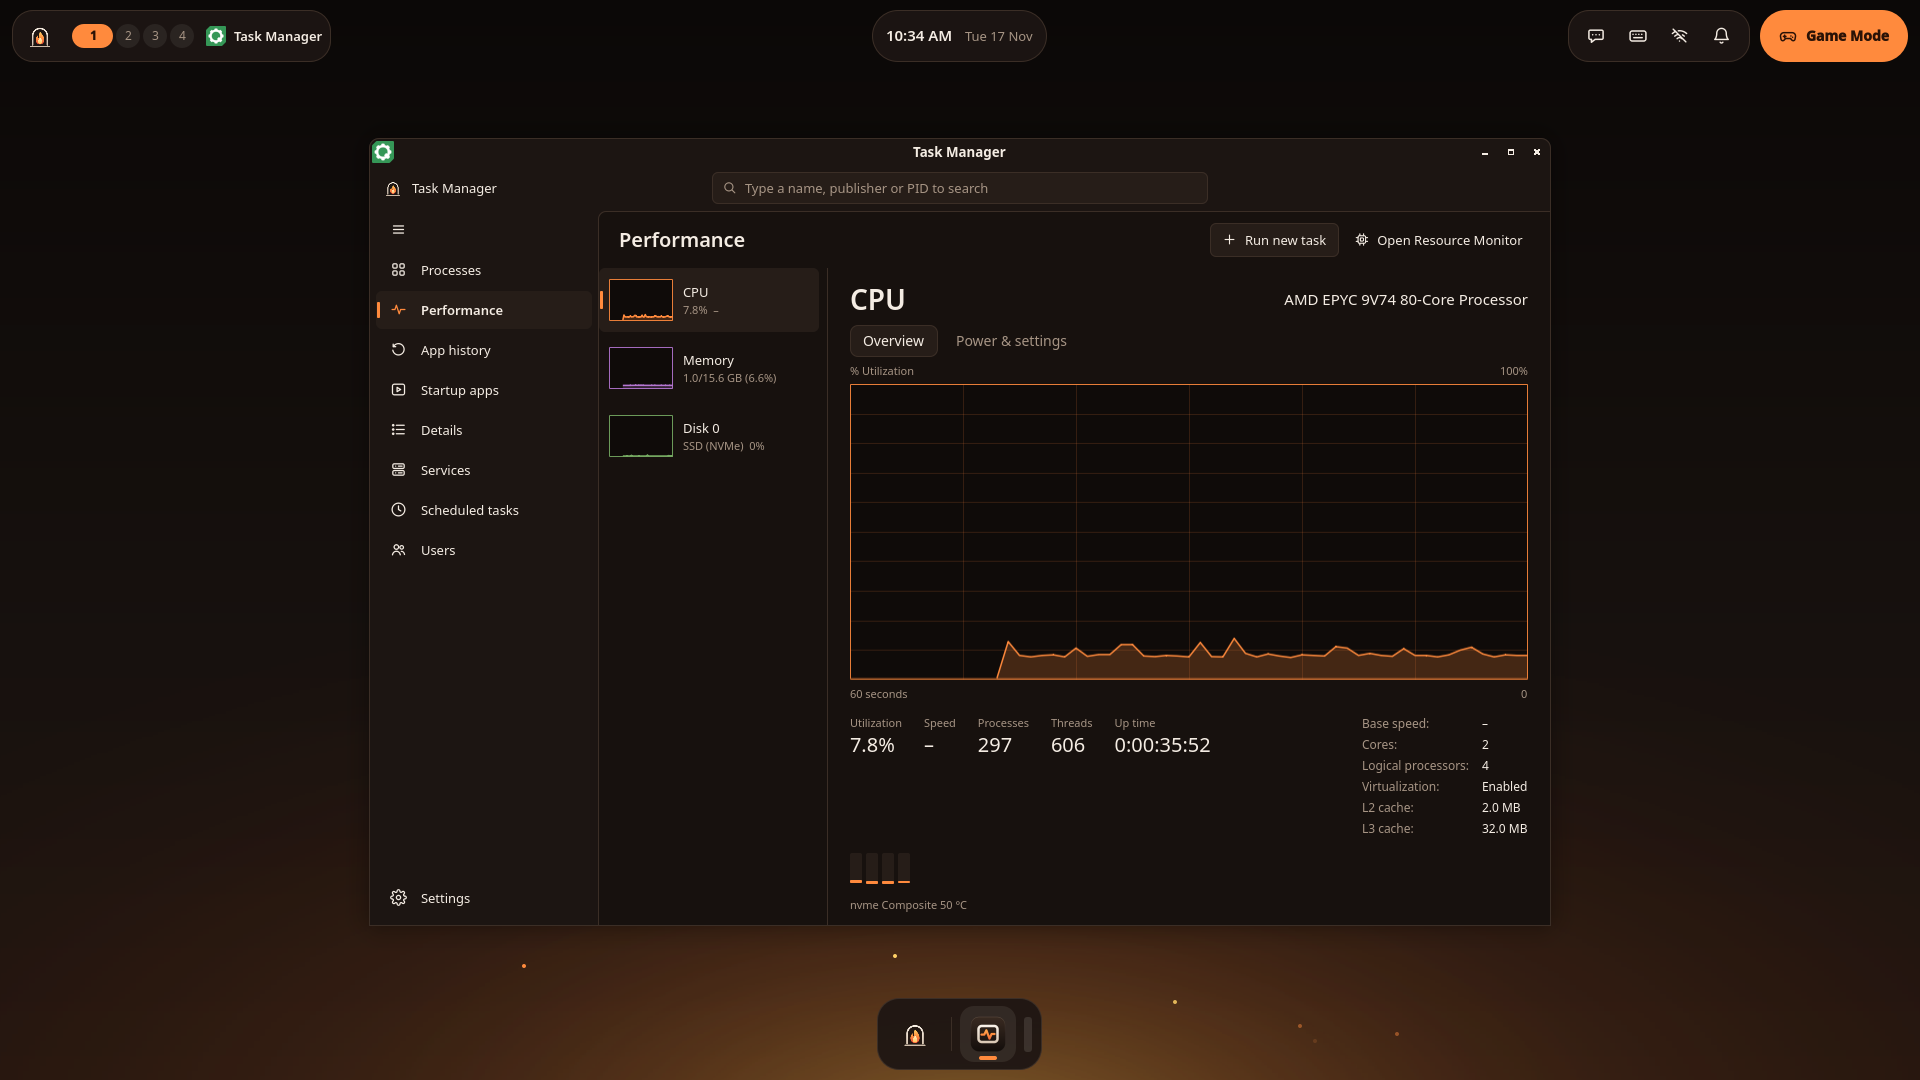 1 2 3 4 Task Manager
10:34 AM Tue 17 Nov
Game Mode
Task Manager
Task Manager
Type a name, publisher or PID to search
Processes
Performance
App history
Startup apps
Details
Services
Scheduled tasks
Users
Settings
Performance
Run new task
Open Resource Monitor
CPU
7.8% –
Memory
1.0/15.6 GB (6.6%)
Disk 0
SSD (NVMe) 0%
CPU
AMD EPYC 9V74 80-Core Processor
Overview
Power & settings
% Utilization
100%
60 seconds
0
Utilization Speed Processes Threads Up time
7.8% – 297 606 0:00:35:52
Base speed: –
Cores: 2
Logical processors: 4
Virtualization: Enabled
L2 cache: 2.0 MB
L3 cache: 32.0 MB
nvme Composite 50 °C